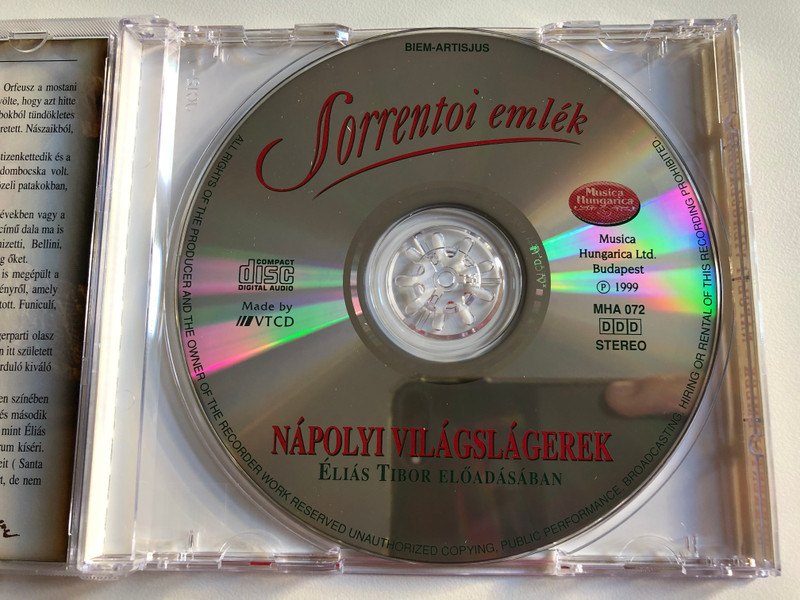 Orfeusz a mostani
hogy azt hitte
tündökletes
Nászaikból,
tizenkettedik és a
dombocska volt.
patakokban,
években vagy a
című dala ma is
Bellini,
őket.
is megépült a
amely
Funiculí,
olasz
itt született
kiváló
színében
és második
mint Éliás
kíséri.
( Santa
de nem
BIEM-ARTISJUS
Sorrentoi emlék
Musica
Hungarica
Musica
Hungarica Ltd.
Budapest
Ⓟ 1999
MHA 072
DDD
STEREO
COMPACT
disc
DIGITAL AUDIO
Made by
VTCD
NÁPOLYI VILÁGSLÁGEREK
ÉLIÁS TIBOR ELŐADÁSÁBAN
ALL RIGHTS OF THE PRODUCER AND THE OWNER OF THE RECORDER WORK RESERVED UNAUTHORIZED COPYING, PUBLIC PERFORMANCE, BROADCASTING, HIRING OR RENTAL OF THIS RECORDING PROHIBITED.